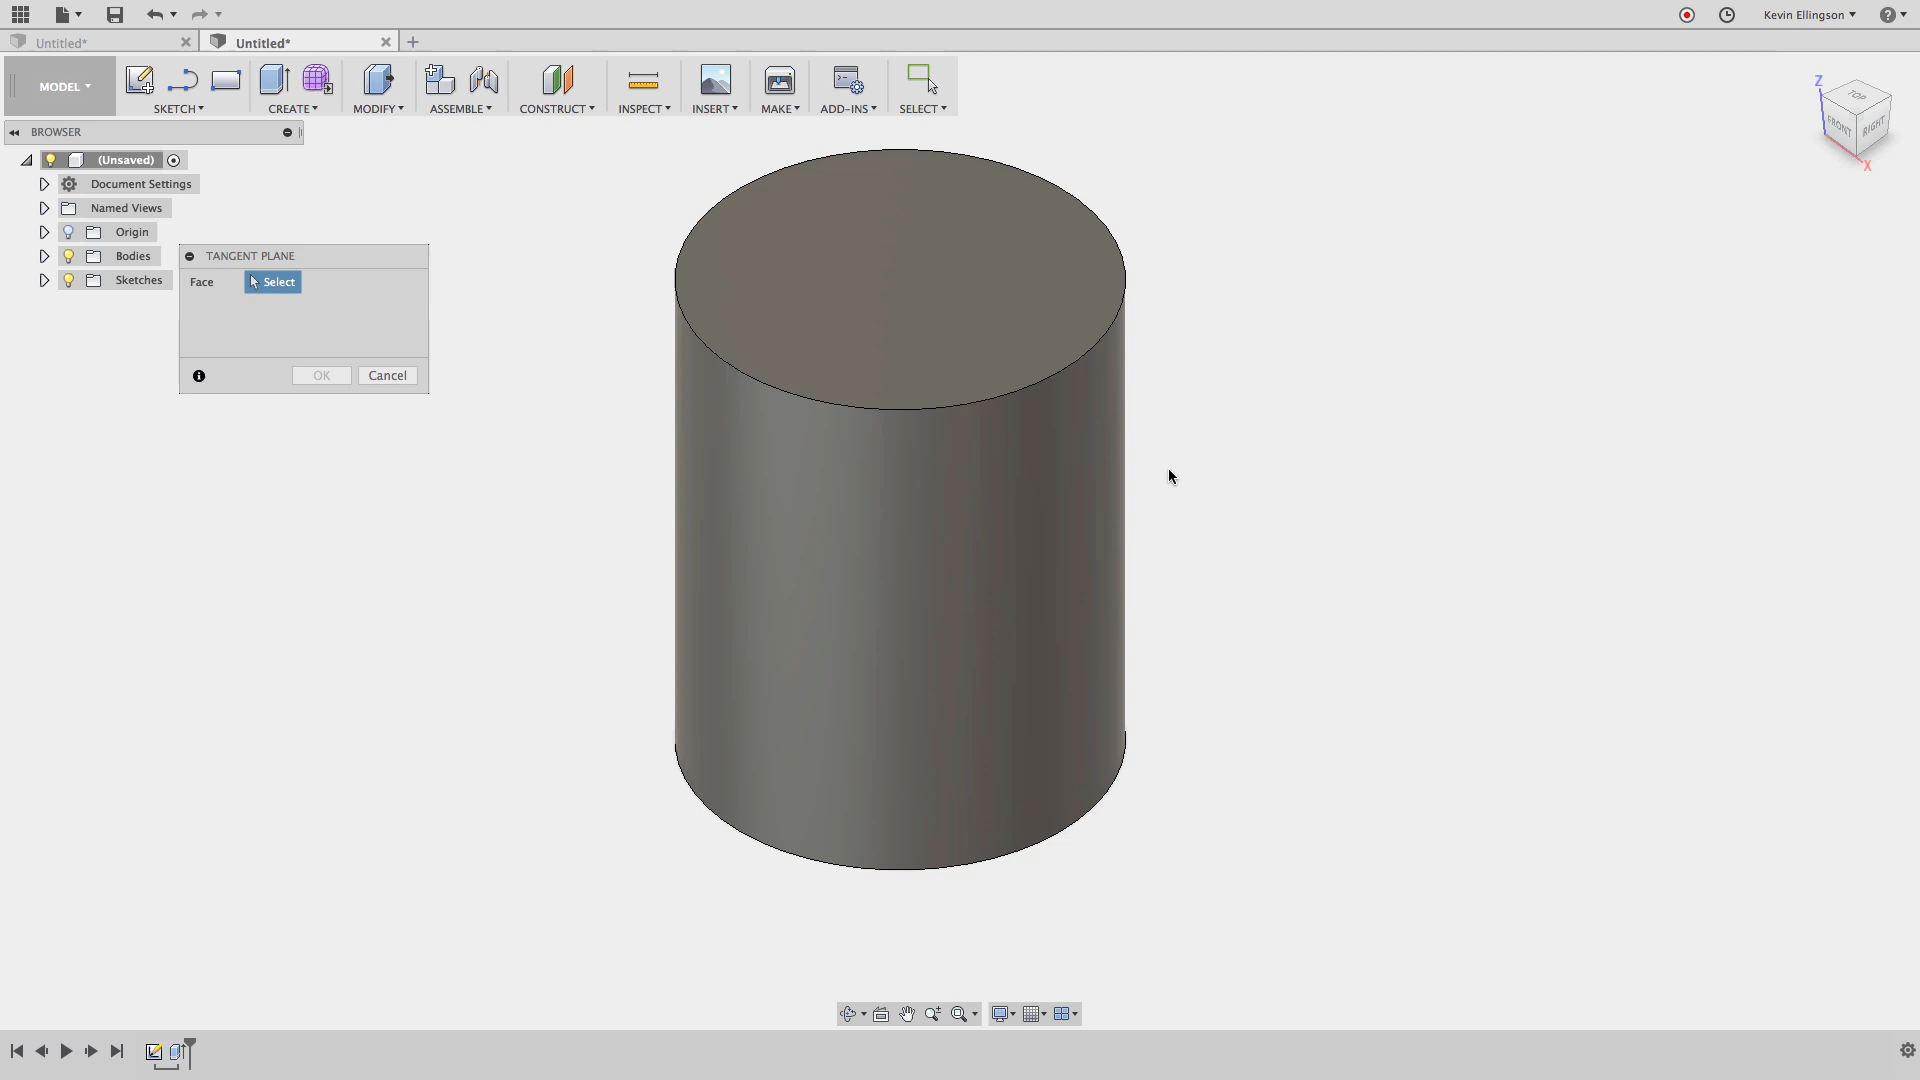 Kevin Ellingson
?
Untitled*
Untitled*
MODEL
SKETCH
CREATE
MODIFY
ASSEMBLE
CONSTRUCT
INSPECT
INSERT
MAKE
ADD-INS
SELECT
BROWSER
(Unsaved)
Document Settings
Named Views
Origin
Bodies
Sketches
TANGENT PLANE
Face
Select
OK
Cancel
Z
TOP
FRONT
RIGHT
X